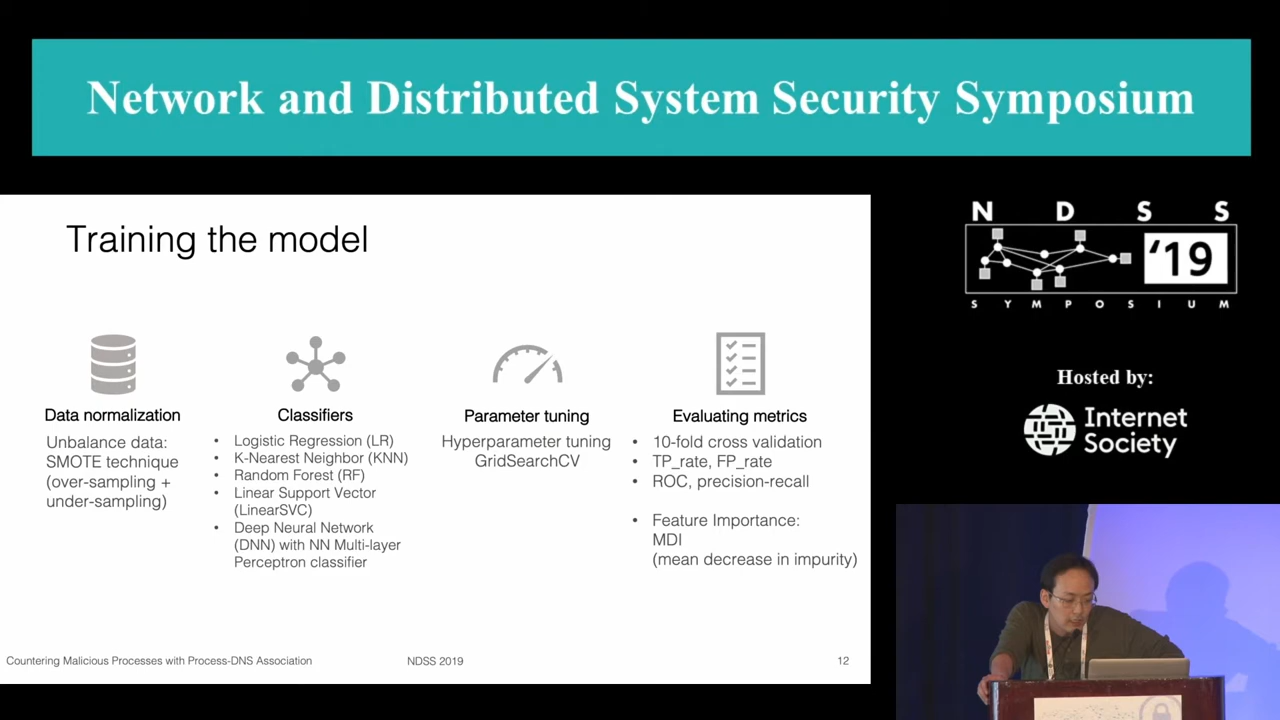 Network and Distributed System Security Symposium
N D S S
'19
S Y M P O S I U M
Hosted by:
Internet
Society
Training the model
Data normalization
Unbalance data:
SMOTE technique
(over-sampling +
under-sampling)
Classifiers
• Logistic Regression (LR)
• K-Nearest Neighbor (KNN)
• Random Forest (RF)
• Linear Support Vector
(LinearSVC)
• Deep Neural Network
(DNN) with NN Multi-layer
Perceptron classifier
Parameter tuning
Hyperparameter tuning
GridSearchCV
Evaluating metrics
• 10-fold cross validation
• TP_rate, FP_rate
• ROC, precision-recall
• Feature Importance:
MDI
(mean decrease in impurity)
Countering Malicious Processes with Process-DNS Association
NDSS 2019
12